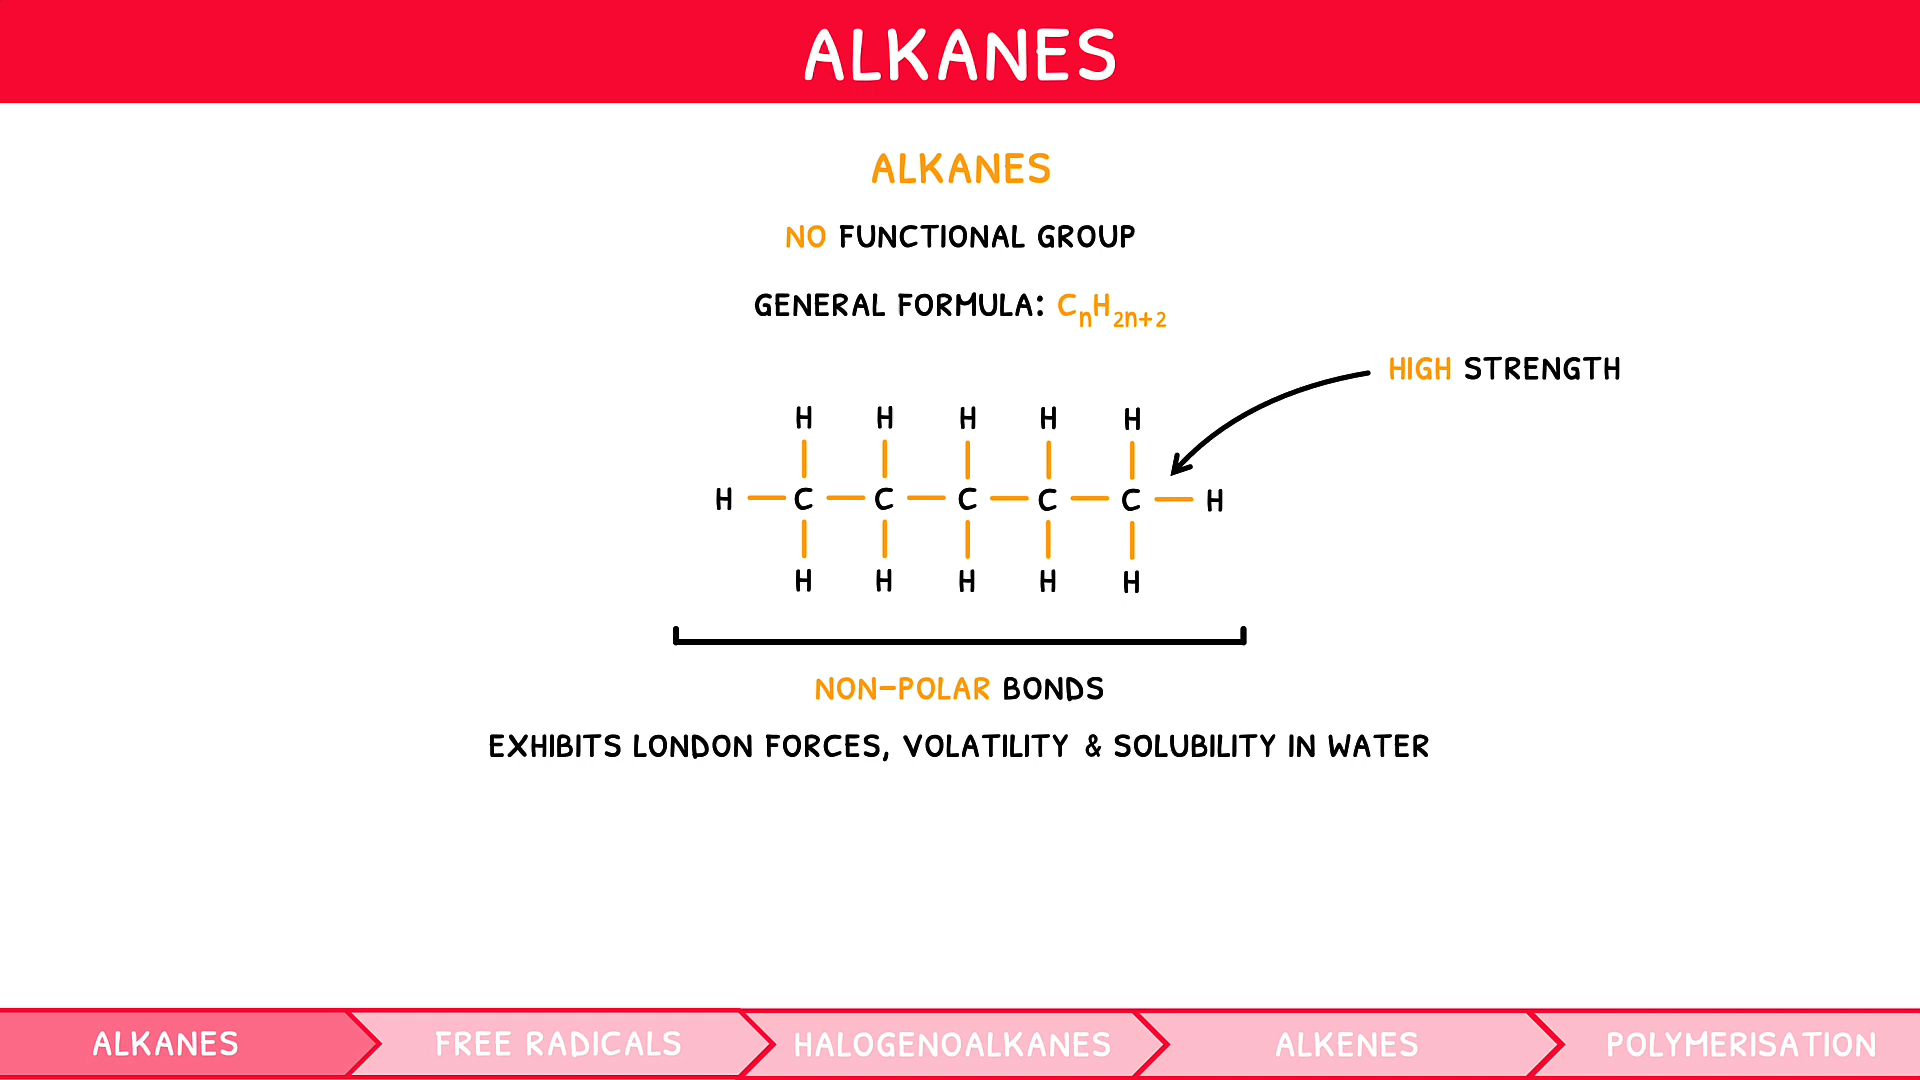 ALKANES
ALKANES
NO FUNCTIONAL GROUP
GENERAL FORMULA: CnH2n+2
HIGH STRENGTH
H H H H H
H C C C C C H
H H H H H
NON-POLAR BONDS
EXHIBITS LONDON FORCES, VOLATILITY & SOLUBILITY IN WATER
ALKANES FREE RADICALS HALOGENOALKANES ALKENES POLYMERISATION